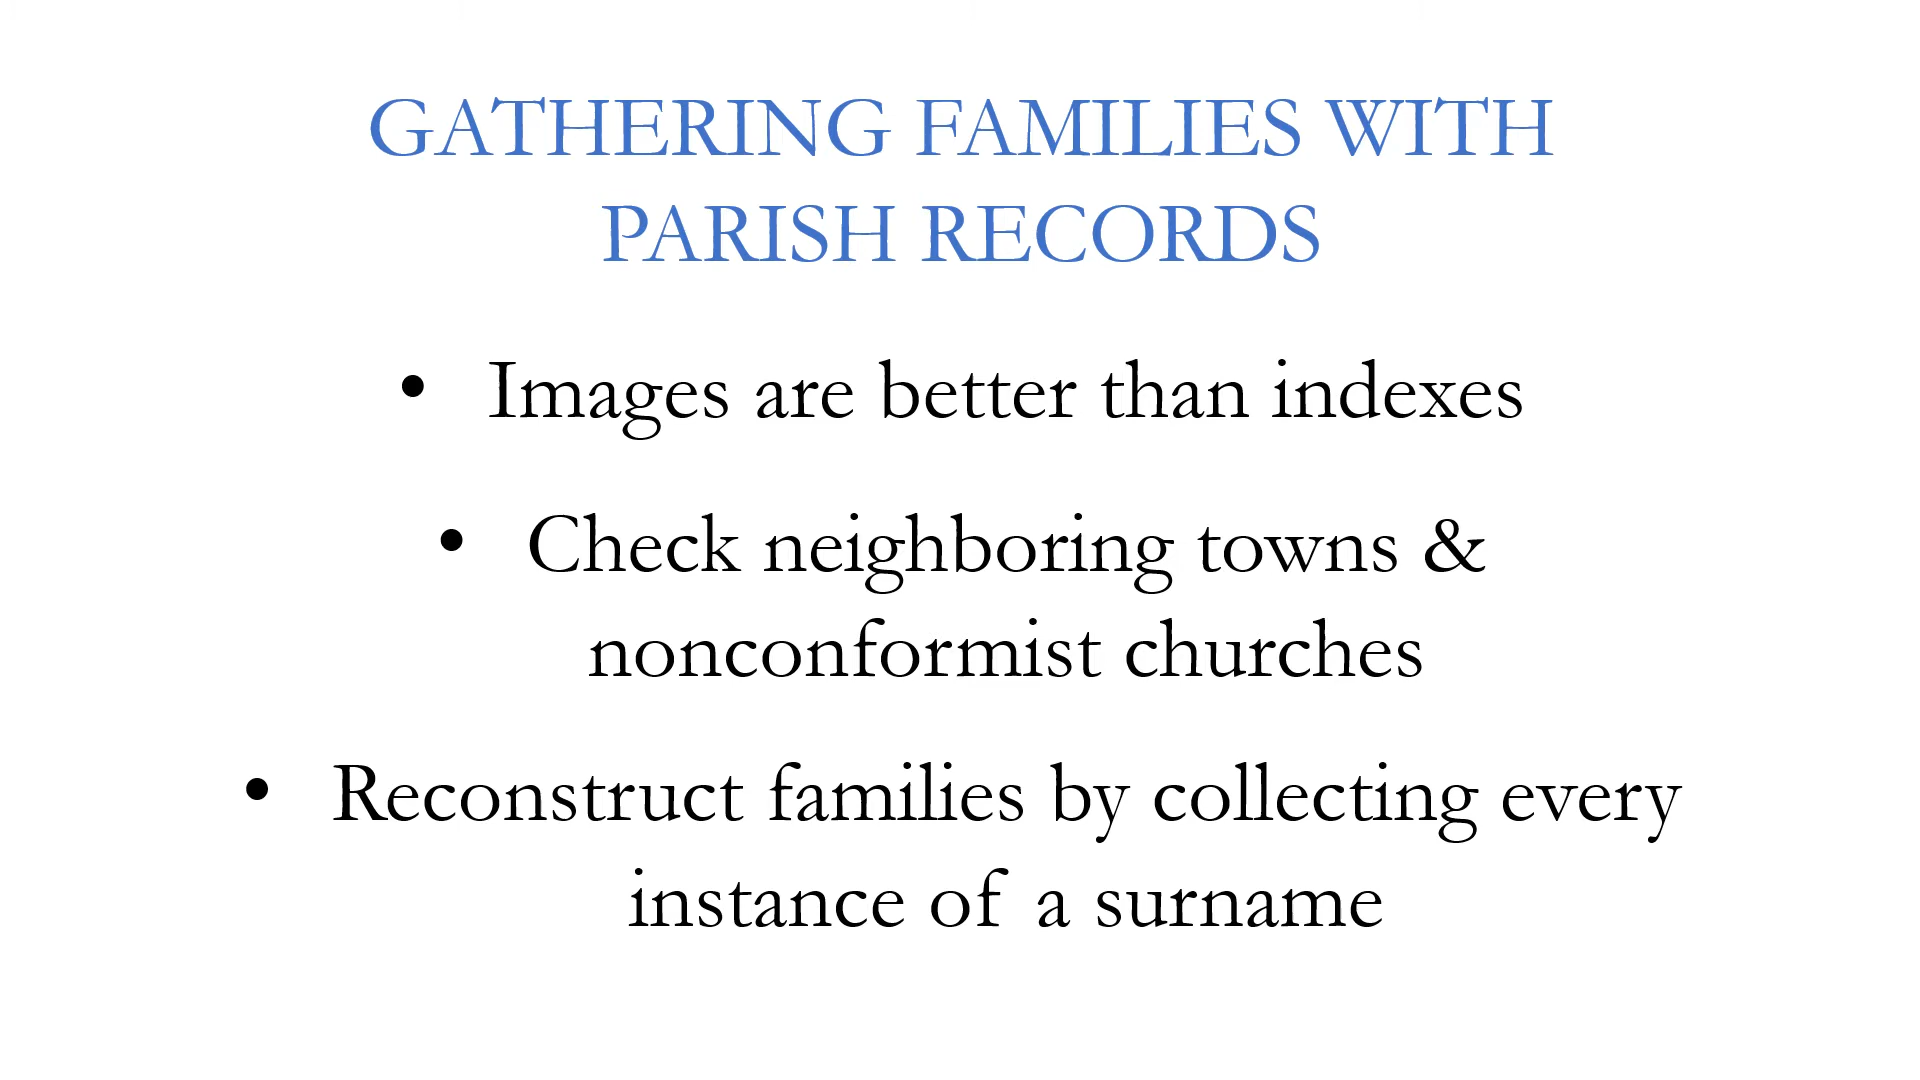 GATHERING FAMILIES WITH
PARISH RECORDS
• Images are better than indexes
• Check neighboring towns &
nonconformist churches
• Reconstruct families by collecting every
instance of a surname